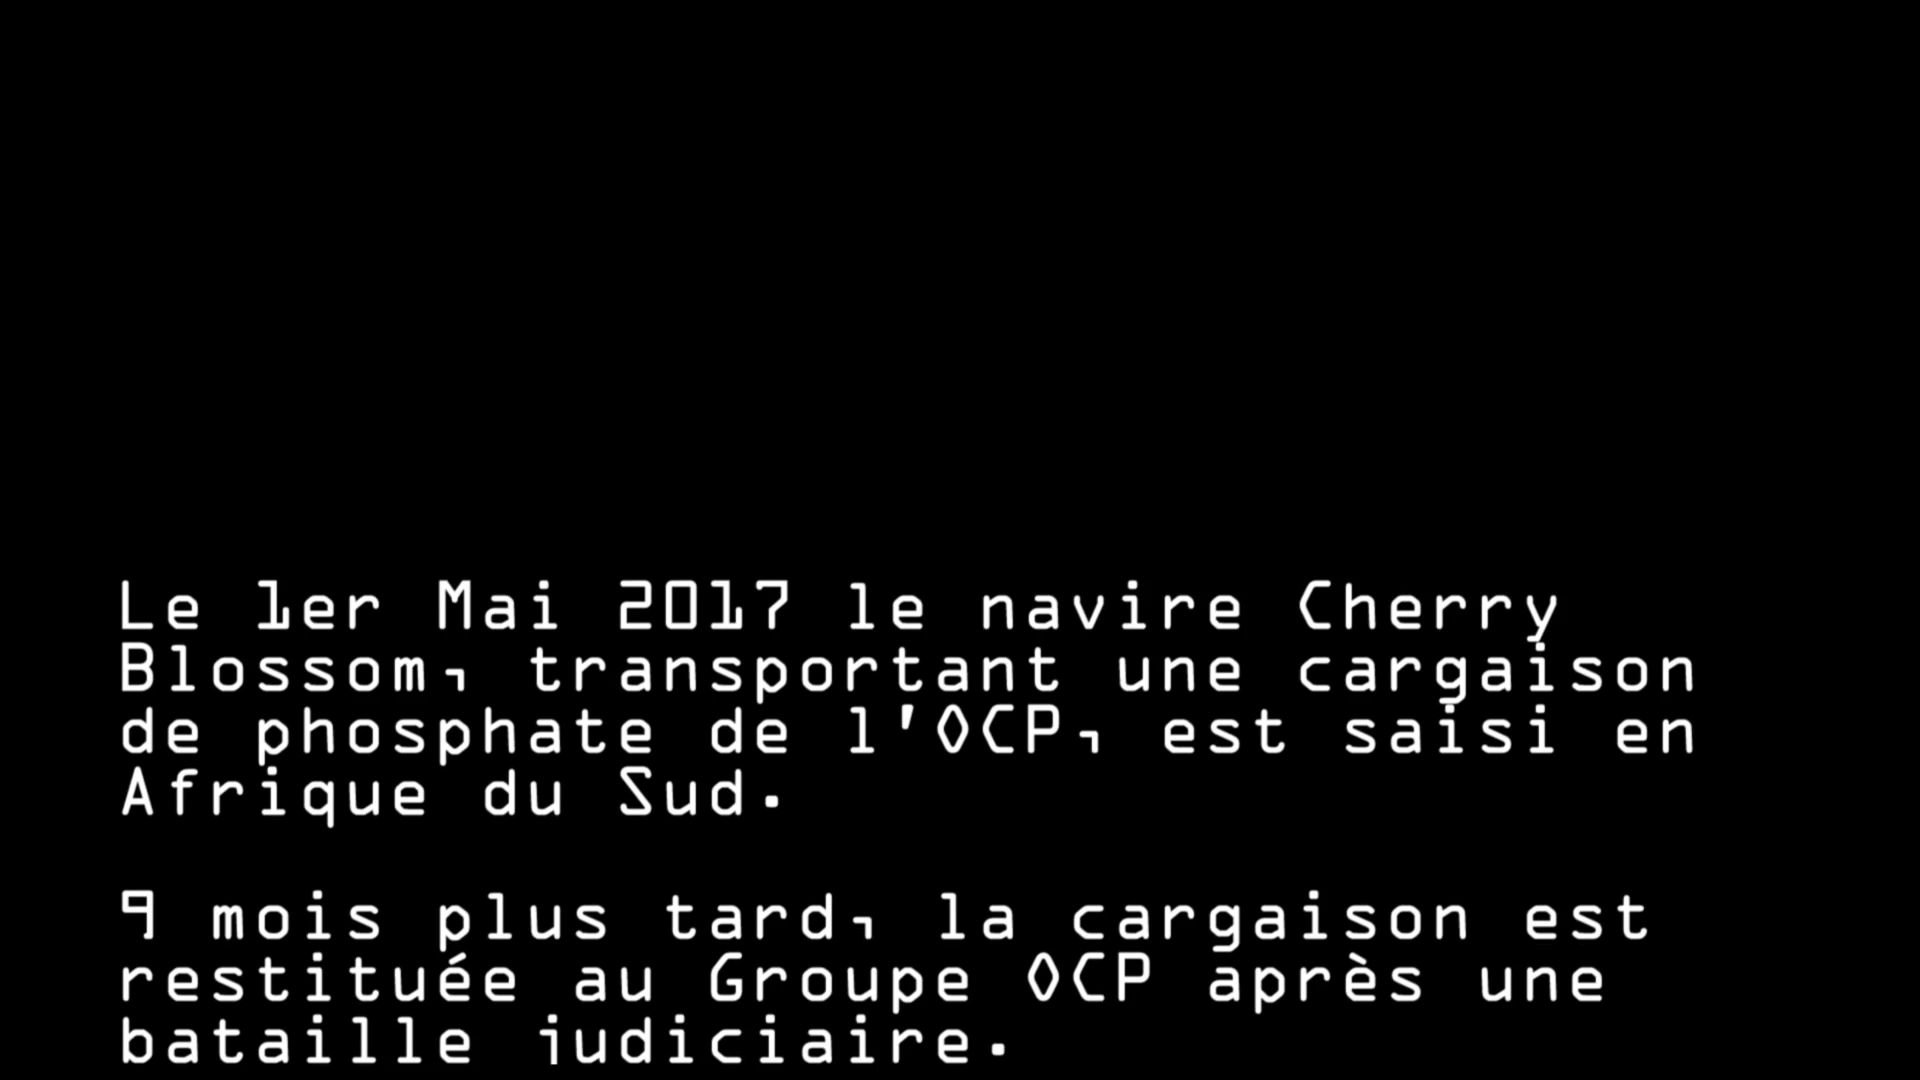 Le 1er Mai 2017 le navire Cherry
Blossom, transportant une cargaison
de phosphate de l'OCP, est saisi en
Afrique du Sud.
9 mois plus tard, la cargaison est
restituée au Groupe OCP après une
bataille judiciaire.